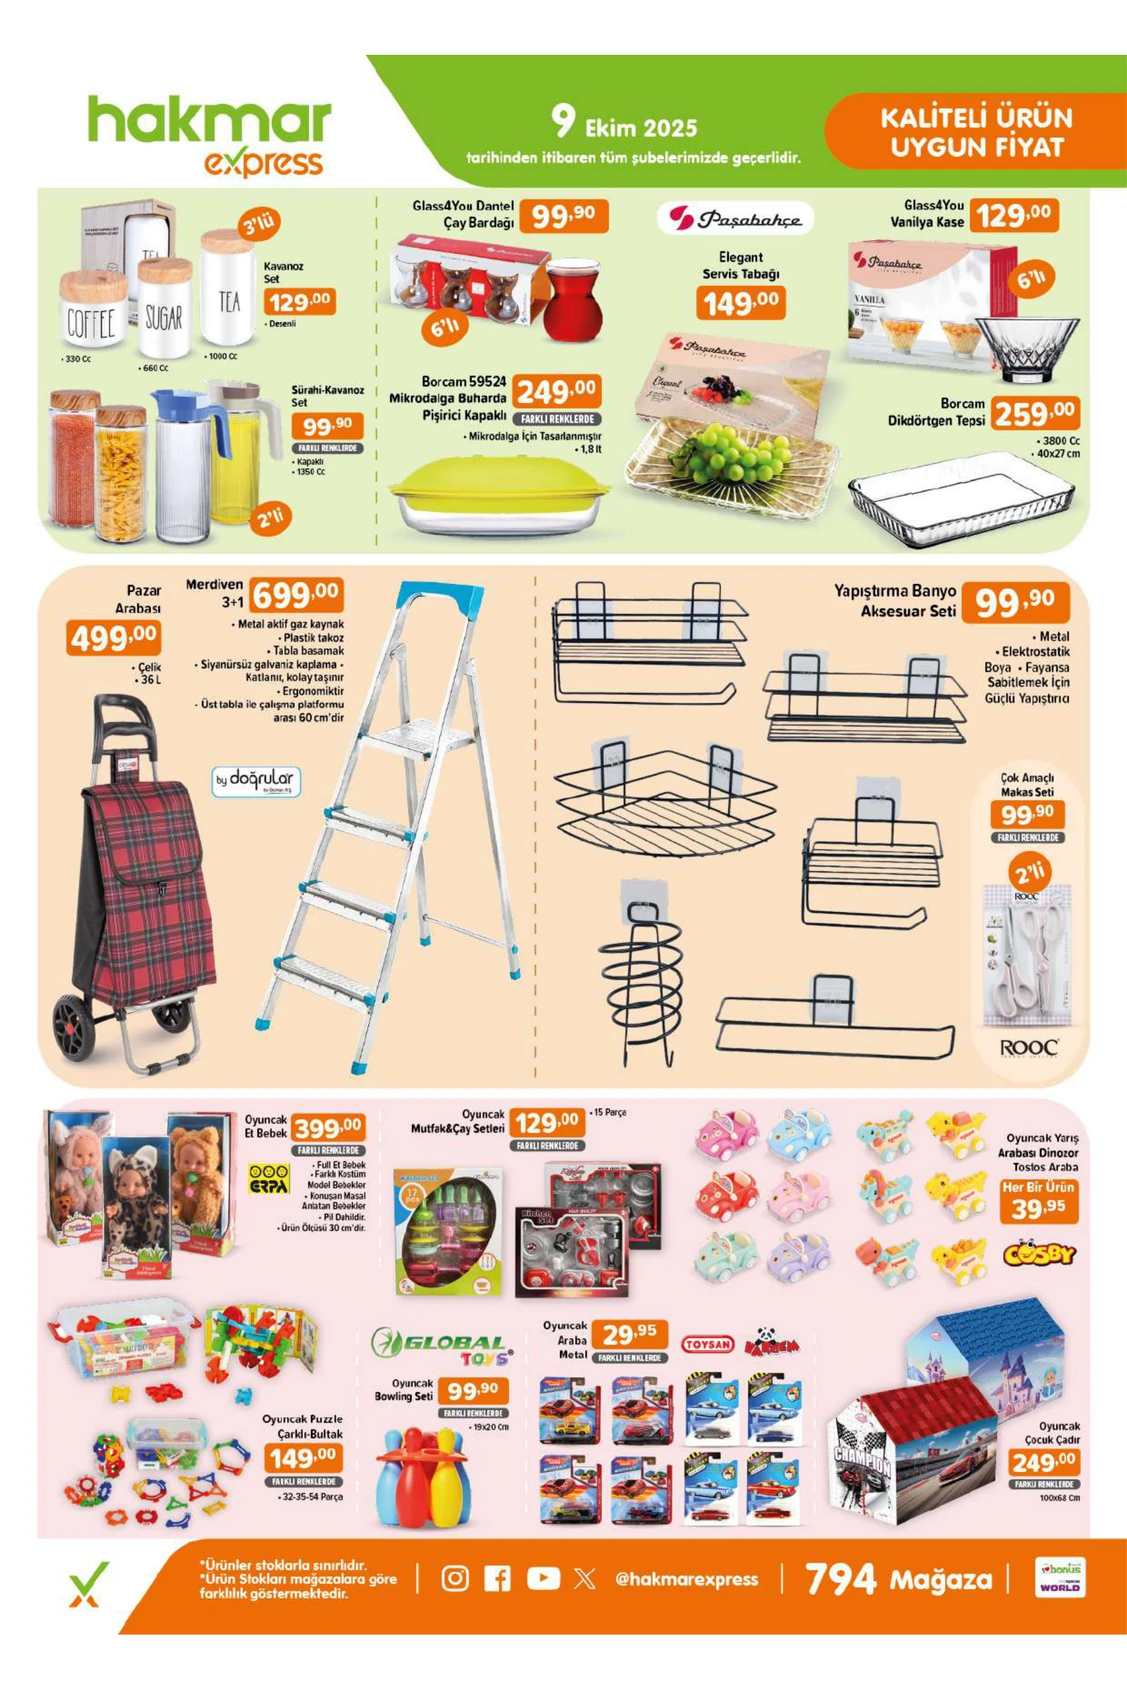 hakmar
express
9 Ekim 2025
tarihinden itibaren tüm şubelerimizde geçerlidir.
KALİTELİ ÜRÜN
UYGUN FİYAT
3'lü
Kavanoz
Set
129,00
• Desenli
COFFEE
SUGAR
TEA
• 330 Cc
• 660 Cc
• 1000 Cc
Sürahi-Kavanoz
Set
99,90
FARKLI RENKLERDE
• Kapaklı
• 1350 Cc
2'li
Glass4You Dantel
Çay Bardağı
99,90
6'lı
Borcam 59524
Mikrodalga Buharda
Pişirici Kapaklı
249,00
FARKLI RENKLERDE
• Mikrodalga İçin Tasarlanmıştır
• 1,8 lt
Paşabahçe
Elegant
Servis Tabağı
149,00
Paşabahçe
Elegant
Glass4You
Vanilya Kase
129,00
Paşabahçe
VANILLA
6'lı
Borcam
Dikdörtgen Tepsi
259,00
• 3800 Cc
• 40x27 cm
Pazar
Arabası
499,00
• Çelik
• 36 L
Merdiven
3+1
699,00
• Metal aktif gaz kaynak
• Plastik takoz
• Tabla basamak
• Siyanürsüz galvaniz kaplama •
Katlanır, kolay taşınır
• Ergonomiktir
• Üst tabla ile çalışma platformu
arası 60 cm'dir
by doğrular
Yapıştırma Banyo
Aksesuar Seti
99,90
• Metal
• Elektrostatik
Boya • Fayansa
Sabitlemek İçin
Güçlü Yapıştırıcı
Çok Amaçlı
Makas Seti
99,90
FARKLI RENKLERDE
2'li
ROOC
ROOC
Oyuncak
Et Bebek
399,00
FARKLI RENKLERDE
ERPA
• Full Et Bebek
• Farklı Kostüm
Model Bebekler
• Konuşan Masal
Anlatan Bebekler
• Pil Dahildir.
• Ürün Ölçüsü 30 cm'dir.
Oyuncak
Mutfak&Çay Setleri
129,00
FARKLI RENKLERDE
• 15 Parça
17
pcs
Kitchen
Set
Oyuncak Yarış
Arabası Dinozor
Tostos Araba
Her Bir Ürün
39,95
COSBY
Oyuncak Puzzle
Çarklı-Bultak
149,00
FARKLI RENKLERDE
• 32-35-54 Parça
GLOBAL
TOYS
Oyuncak
Bowling Seti
99,90
FARKLI RENKLERDE
• 19x20 Cm
Oyuncak
Araba
Metal
29,95
FARKLI RENKLERDE
TOYSAN
CHAMPION
Oyuncak
Çocuk Çadır
249,00
FARKLI RENKLERDE
100x68 Cm
*Ürünler stoklarla sınırlıdır.
*Ürün Stokları mağazalara göre
farklılık göstermektedir.
@hakmarexpress
794 Mağaza
bonus
WORLD